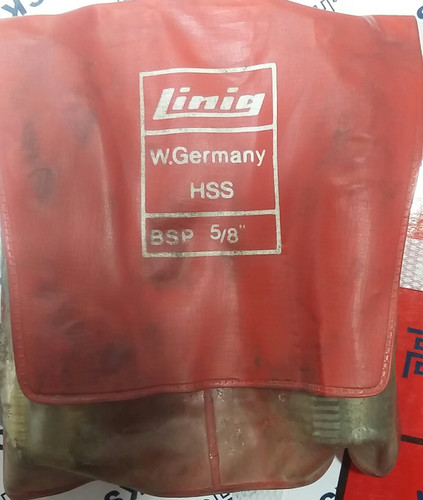 Linig
W.Germany
HSS
BSP 5/8"